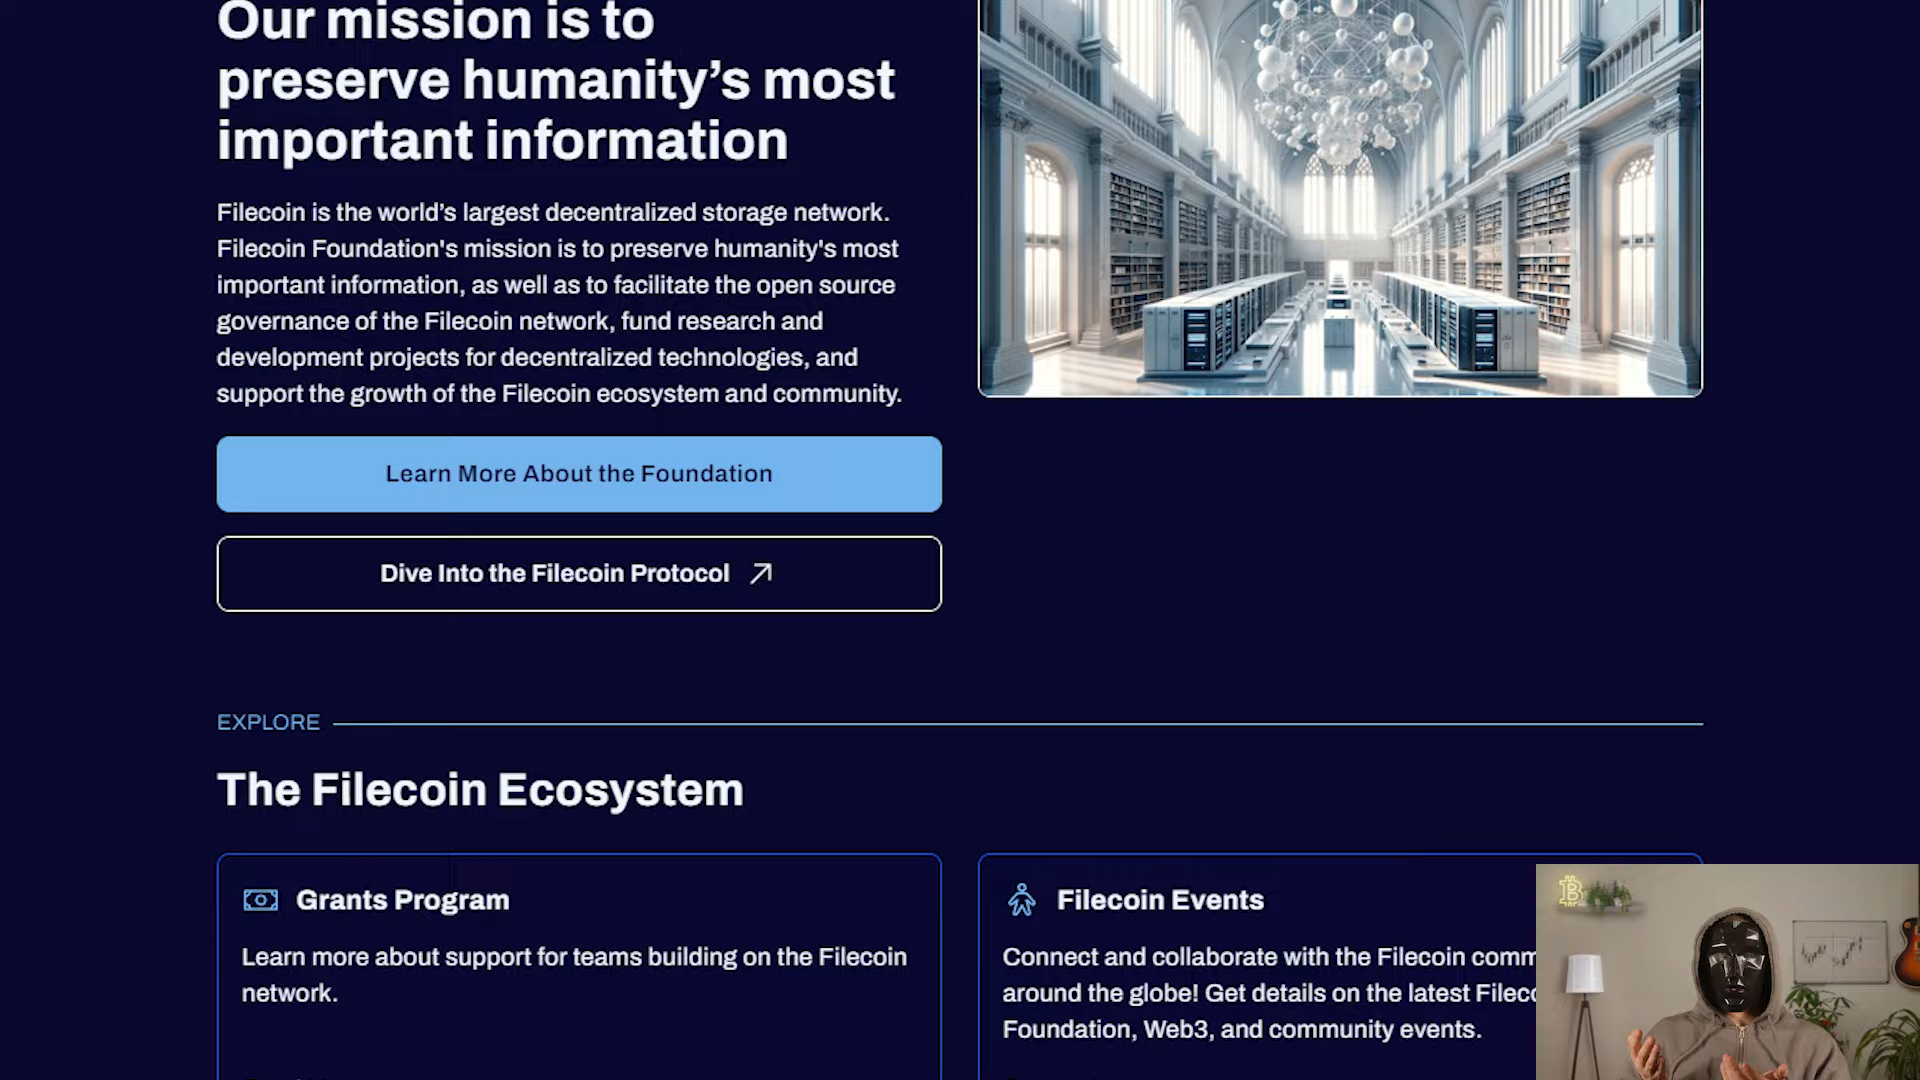 Our mission is to
preserve humanity’s most
important information
Filecoin is the world’s largest decentralized storage network.
Filecoin Foundation's mission is to preserve humanity's most
important information, as well as to facilitate the open source
governance of the Filecoin network, fund research and
development projects for decentralized technologies, and
support the growth of the Filecoin ecosystem and community.
Learn More About the Foundation
Dive Into the Filecoin Protocol
EXPLORE
The Filecoin Ecosystem
Grants Program
Learn more about support for teams building on the Filecoin
network.
Filecoin Events
Connect and collaborate with the Filecoin
around the globe! Get details on the latest
Foundation, Web3, and community events.